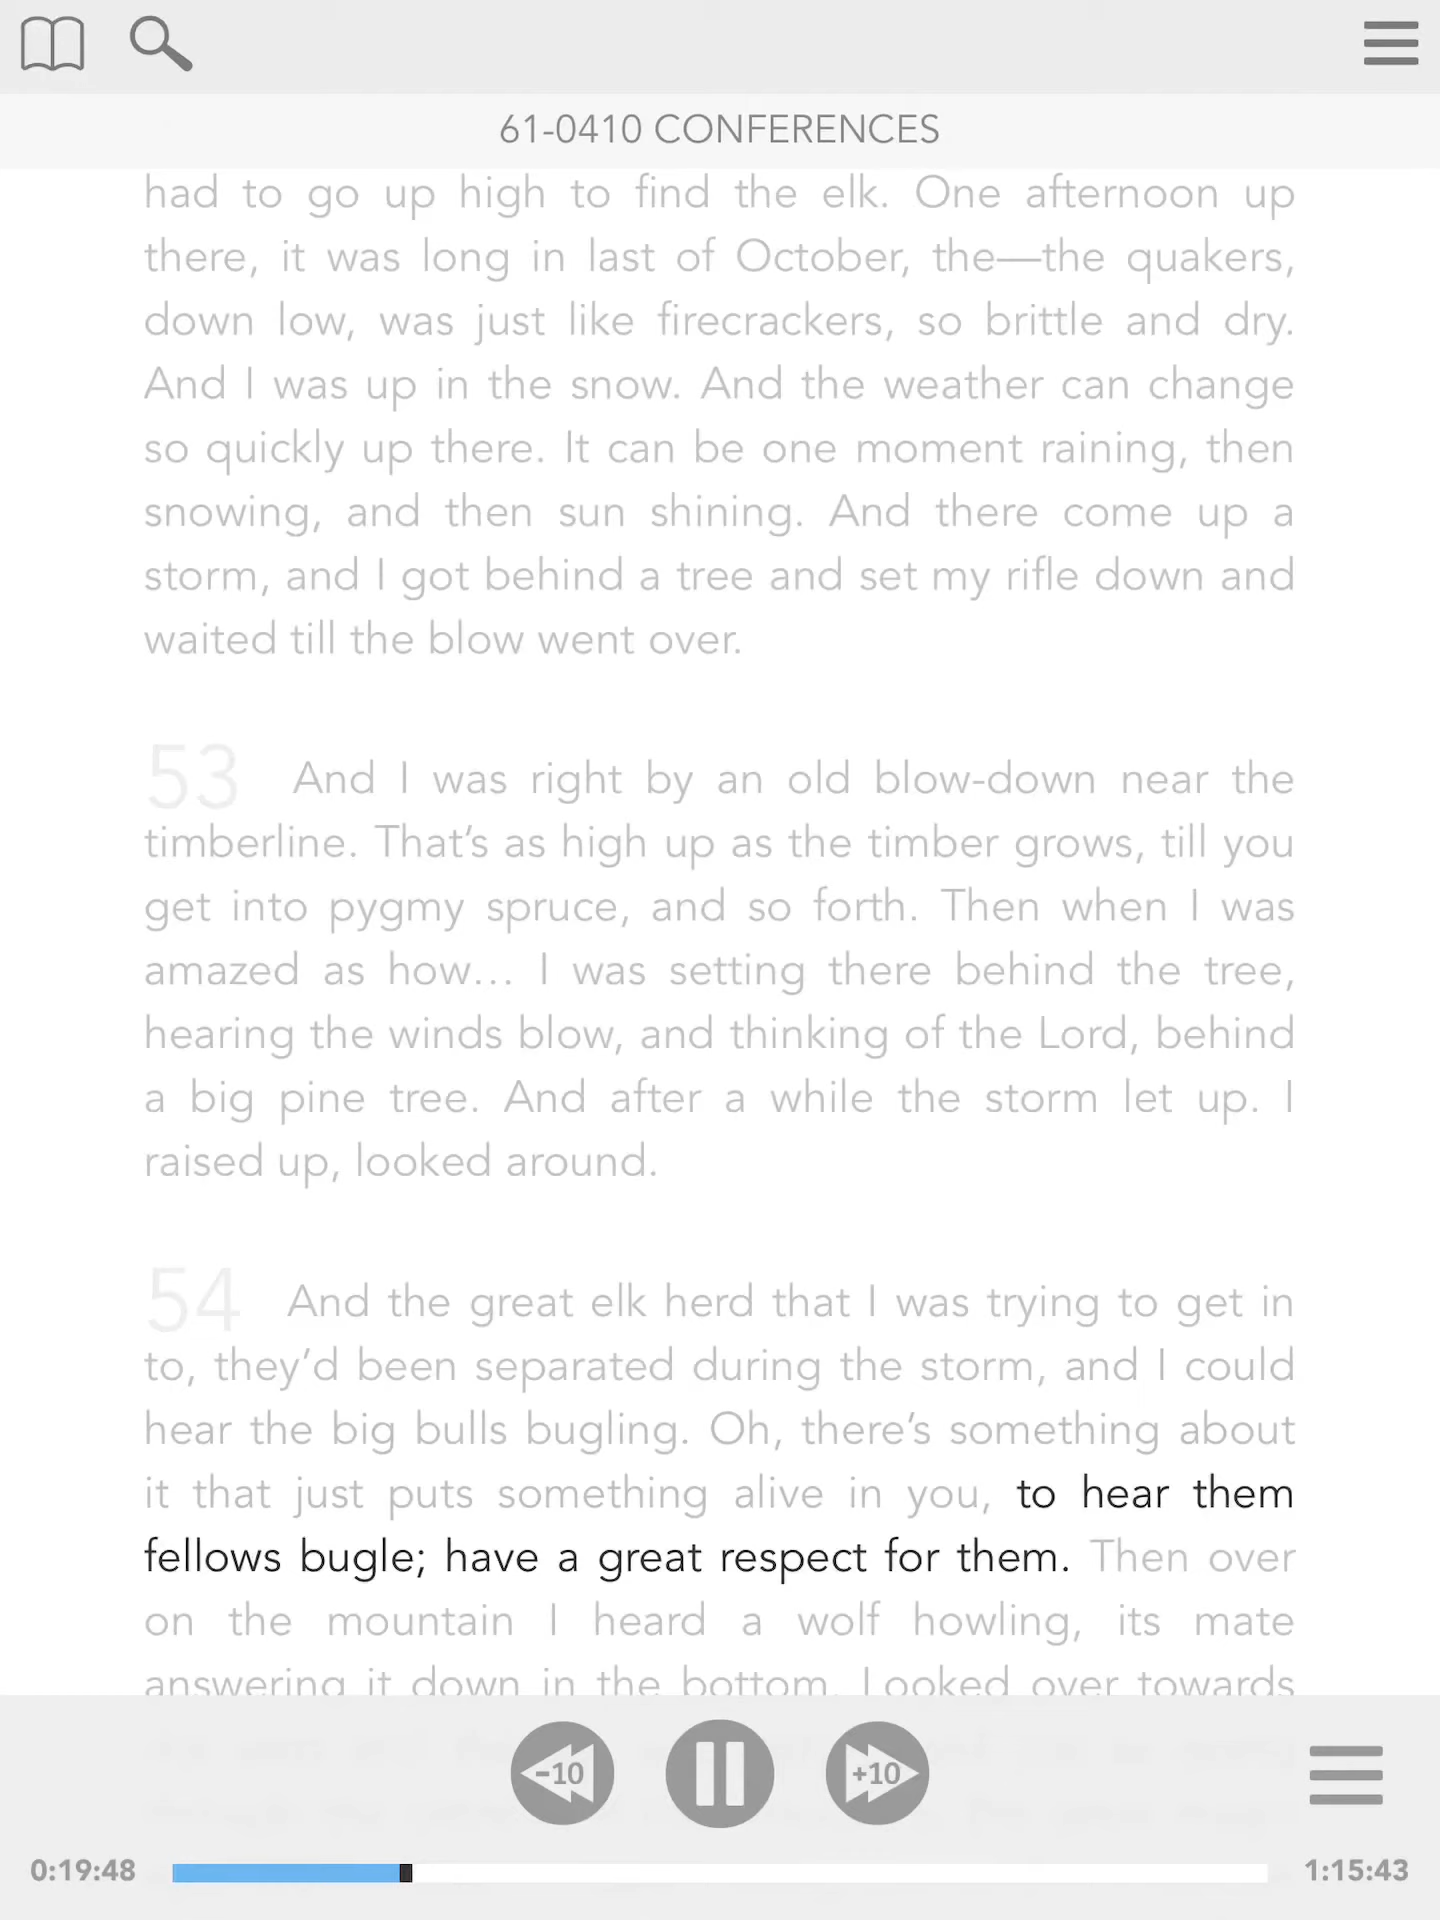 61-0410 CONFERENCES
had to go up high to find the elk. One afternoon up
there, it was long in last of October, the—the quakers,
down low, was just like firecrackers, so brittle and dry.
And I was up in the snow. And the weather can change
so quickly up there. It can be one moment raining, then
snowing, and then sun shining. And there come up a
storm, and I got behind a tree and set my rifle down and
waited till the blow went over.
53 And I was right by an old blow-down near the
timberline. That’s as high up as the timber grows, till you
get into pygmy spruce, and so forth. Then when I was
amazed as how… I was setting there behind the tree,
hearing the winds blow, and thinking of the Lord, behind
a big pine tree. And after a while the storm let up. I
raised up, looked around.
54 And the great elk herd that I was trying to get in
to, they’d been separated during the storm, and I could
hear the big bulls bugling. Oh, there’s something about
it that just puts something alive in you, to hear them
fellows bugle; have a great respect for them. Then over
on the mountain I heard a wolf howling, its mate
answering it down in the bottom. Looked over towards
-10 +10
0:19:48 1:15:43